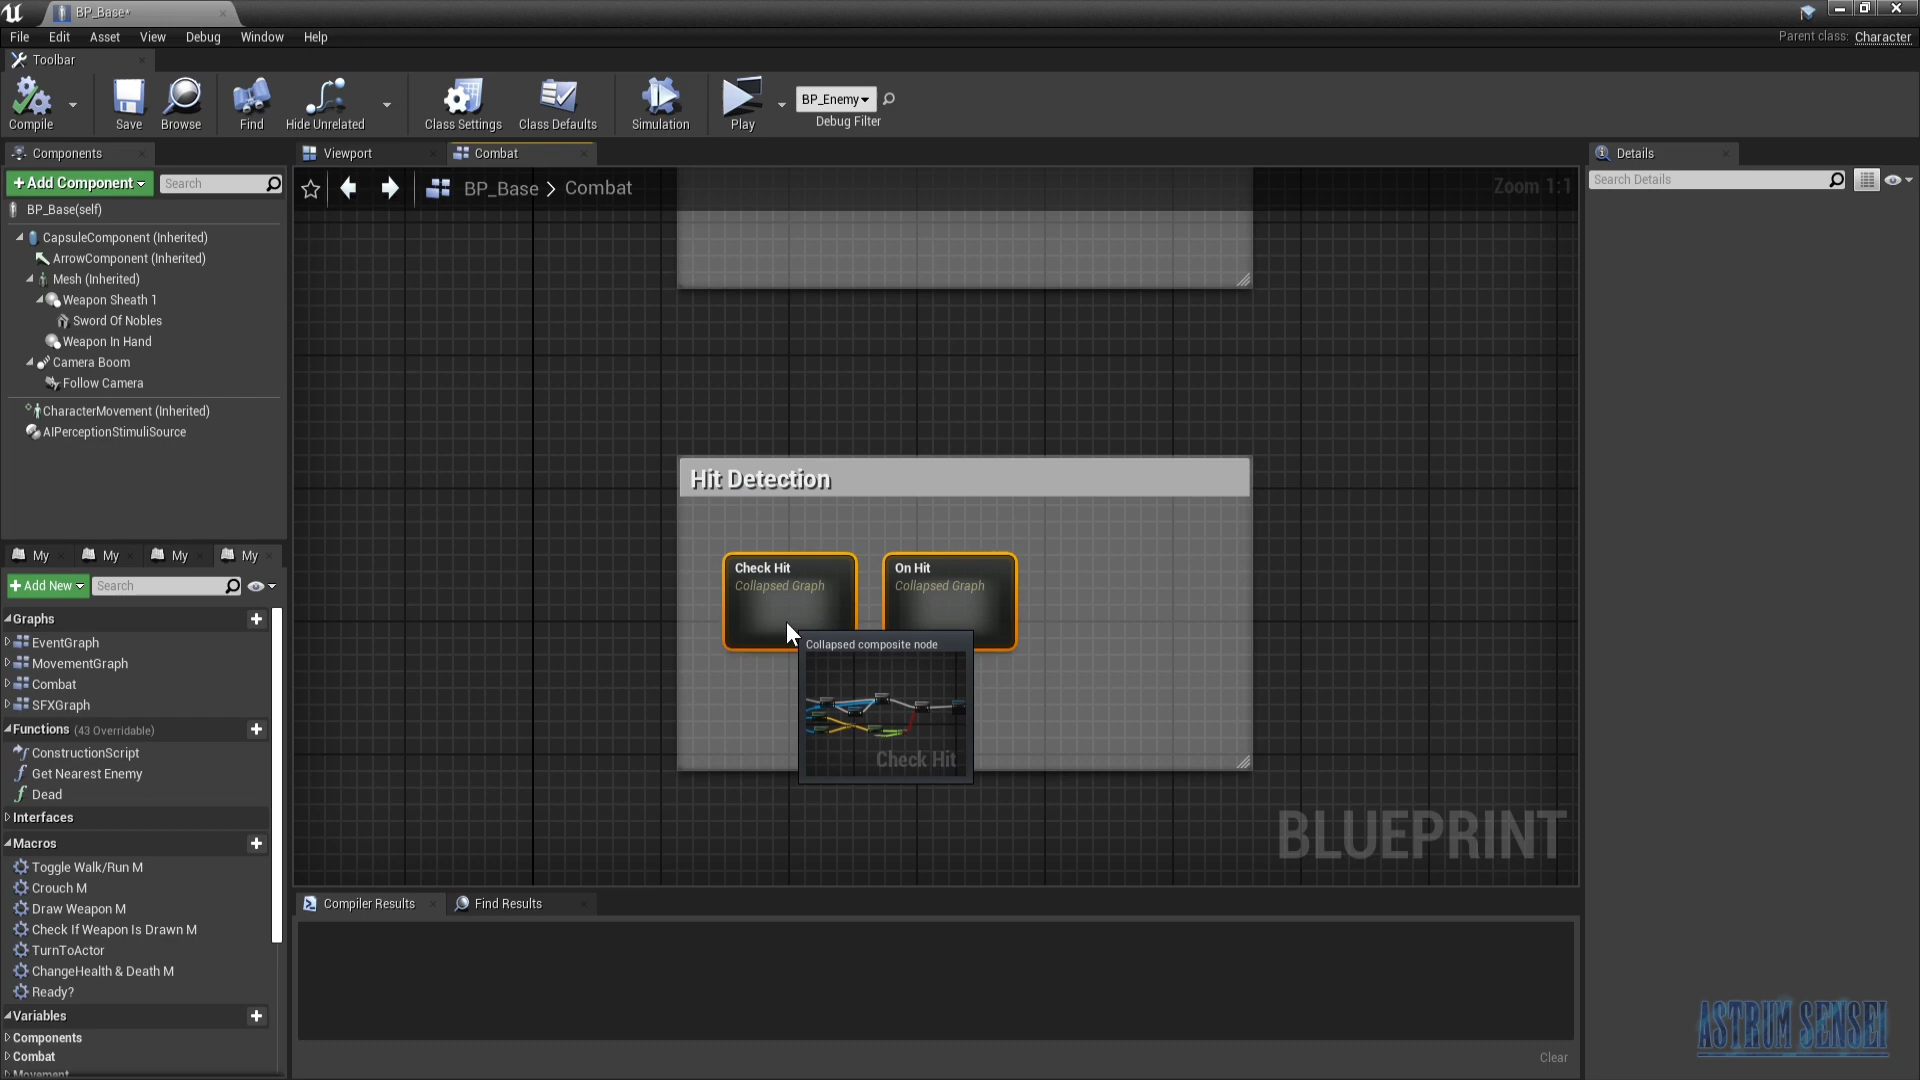 BP_Base*
File Edit Asset View Debug Window Help
Parent class: Character
Toolbar
Compile Save Browse Find Hide Unrelated Class Settings Class Defaults Simulation Play
BP_Enemy
Debug Filter
Components
Viewport
Combat
Details
+Add Component
Search
BP_Base > Combat
Zoom 1:1
Search Details
BP_Base(self)
CapsuleComponent (Inherited)
ArrowComponent (Inherited)
Mesh (Inherited)
Weapon Sheath 1
Sword Of Nobles
Weapon In Hand
Camera Boom
Follow Camera
CharacterMovement (Inherited)
AIPerceptionStimuliSource
Hit Detection
Check Hit
Collapsed Graph
On Hit
Collapsed Graph
Collapsed composite node
Check Hit
BLUEPRINT
My My My My
+Add New
Search
Graphs
EventGraph
MovementGraph
Combat
SFXGraph
Functions (43 Overridable)
ConstructionScript
Get Nearest Enemy
Dead
Interfaces
Macros
Toggle Walk/Run M
Crouch M
Draw Weapon M
Check If Weapon Is Drawn M
TurnToActor
ChangeHealth & Death M
Ready?
Variables
Components
Combat
Movement
Compiler Results
Find Results
Clear
ASTRUM SENSEI